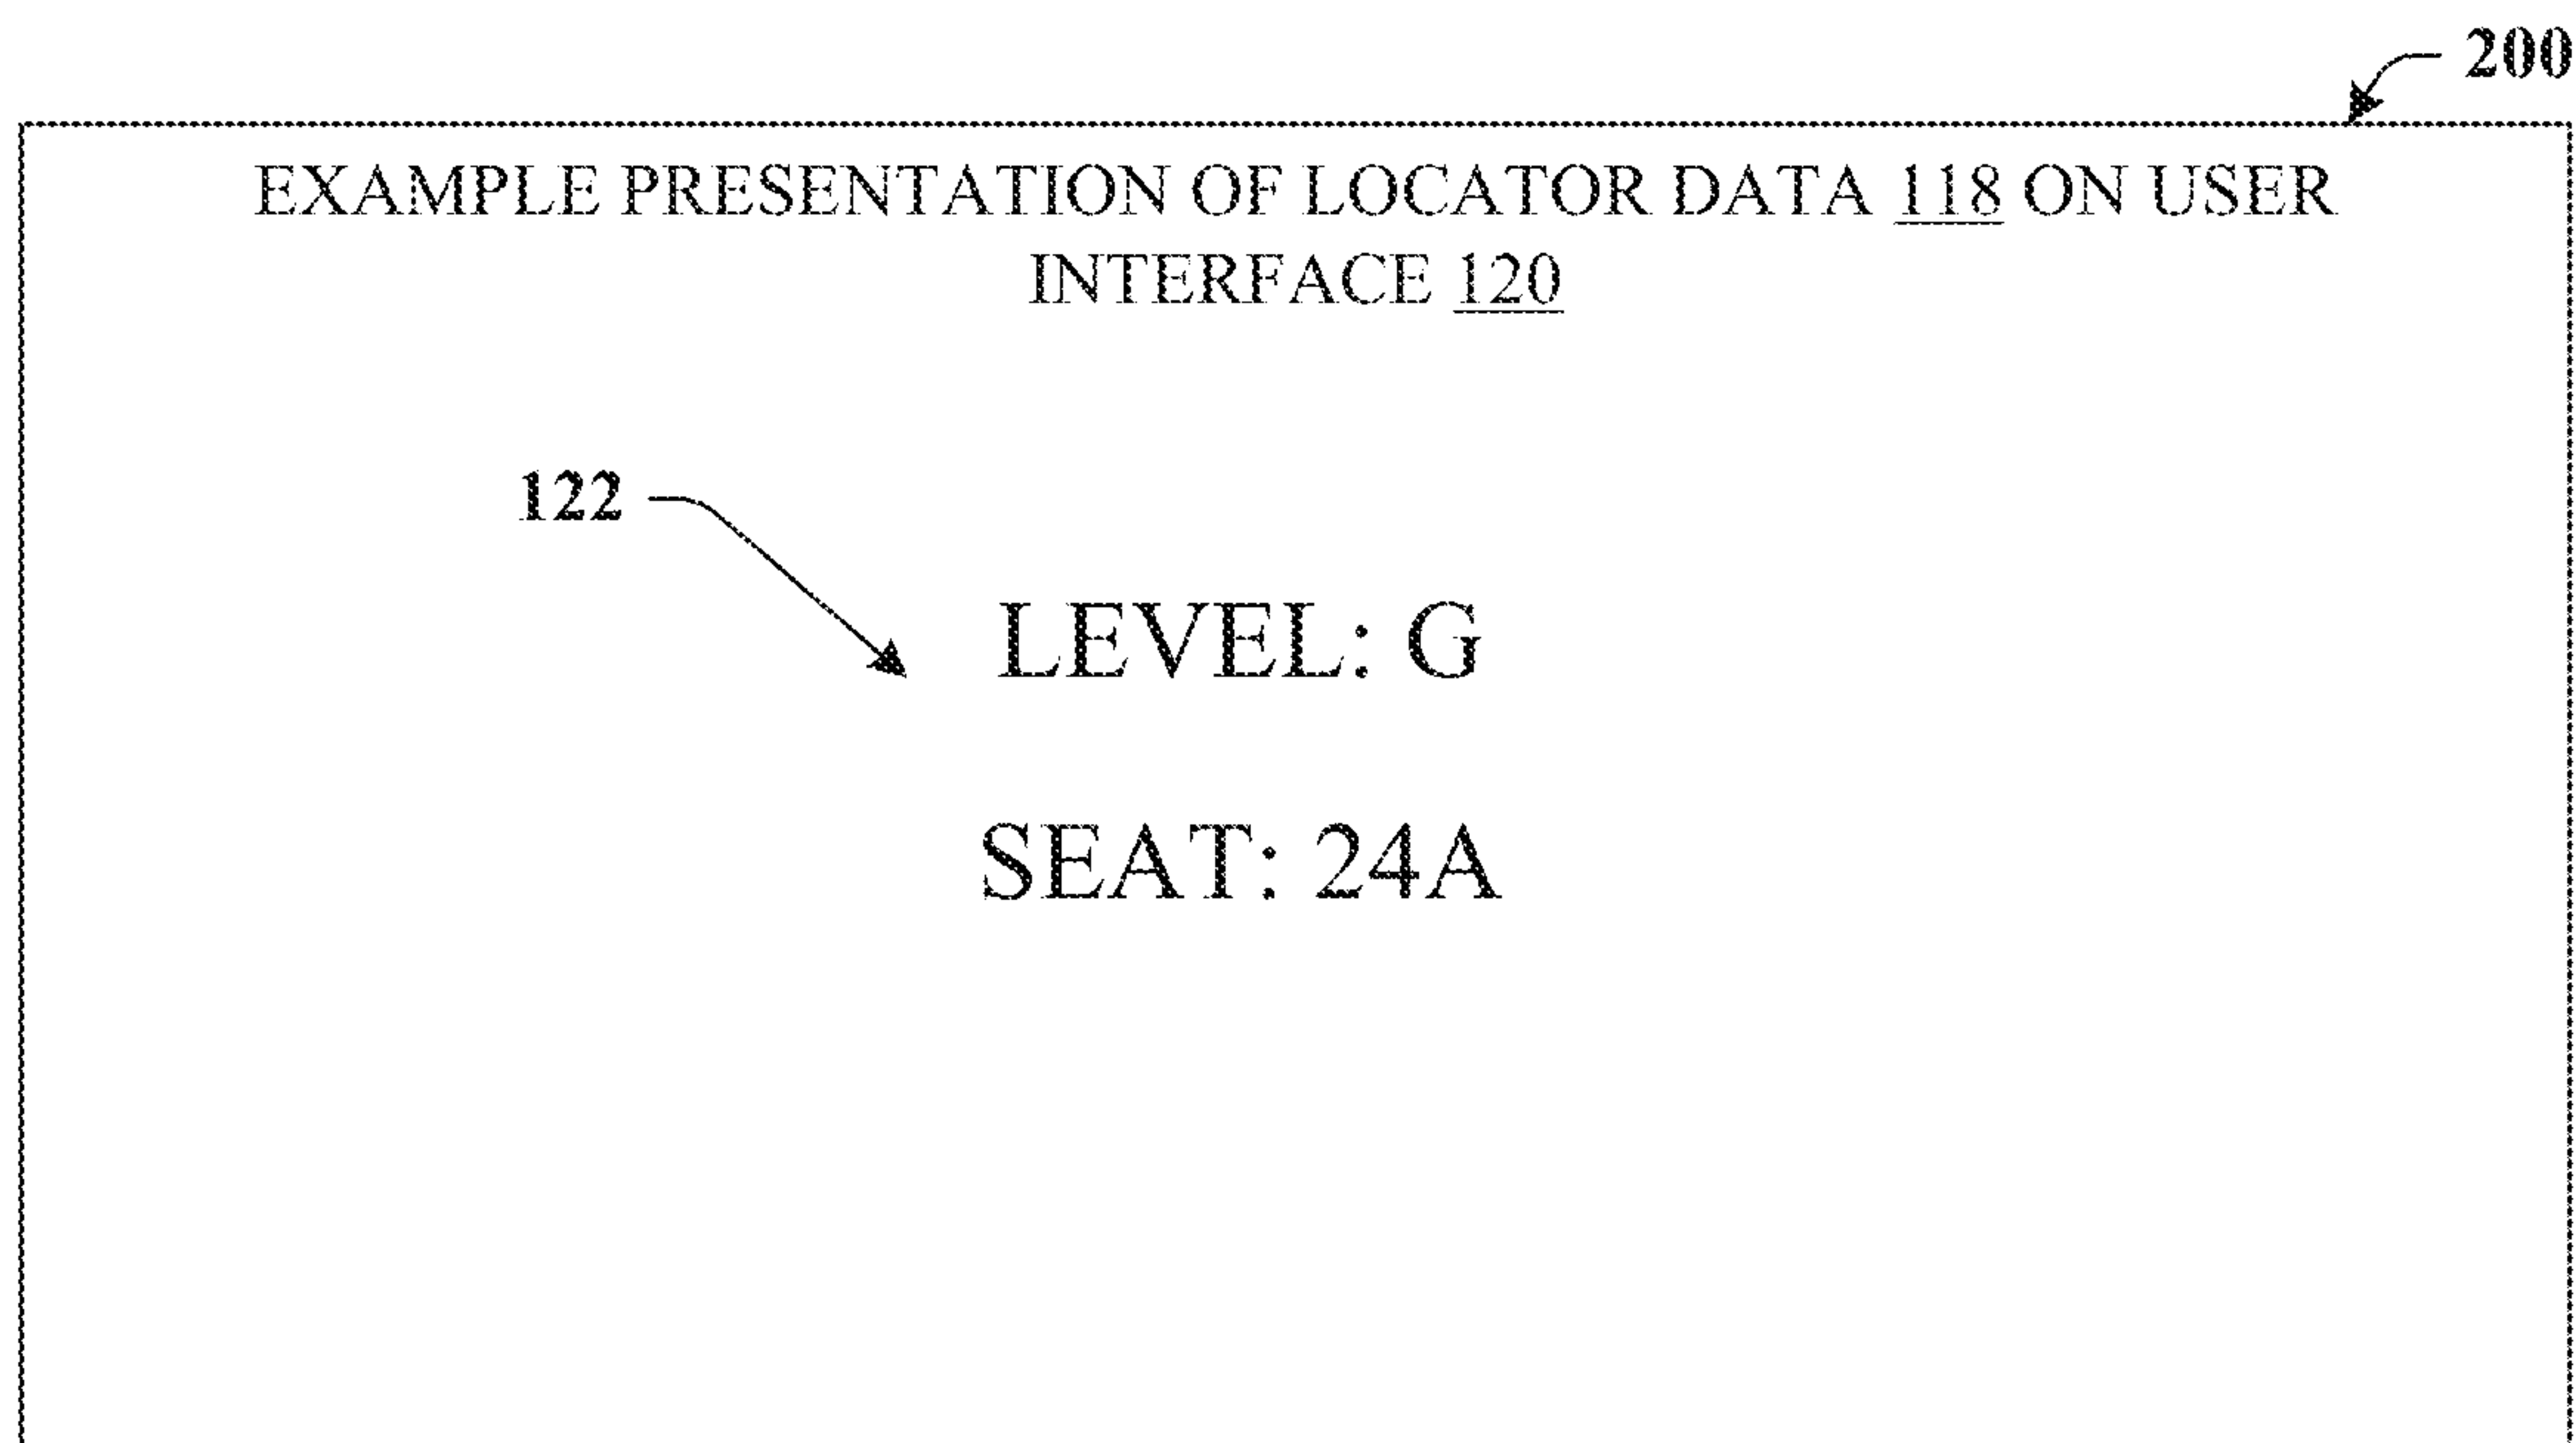 200
EXAMPLE PRESENTATION OF LOCATOR DATA 118 ON USER
INTERFACE 120
122
LEVEL: G
SEAT: 24A